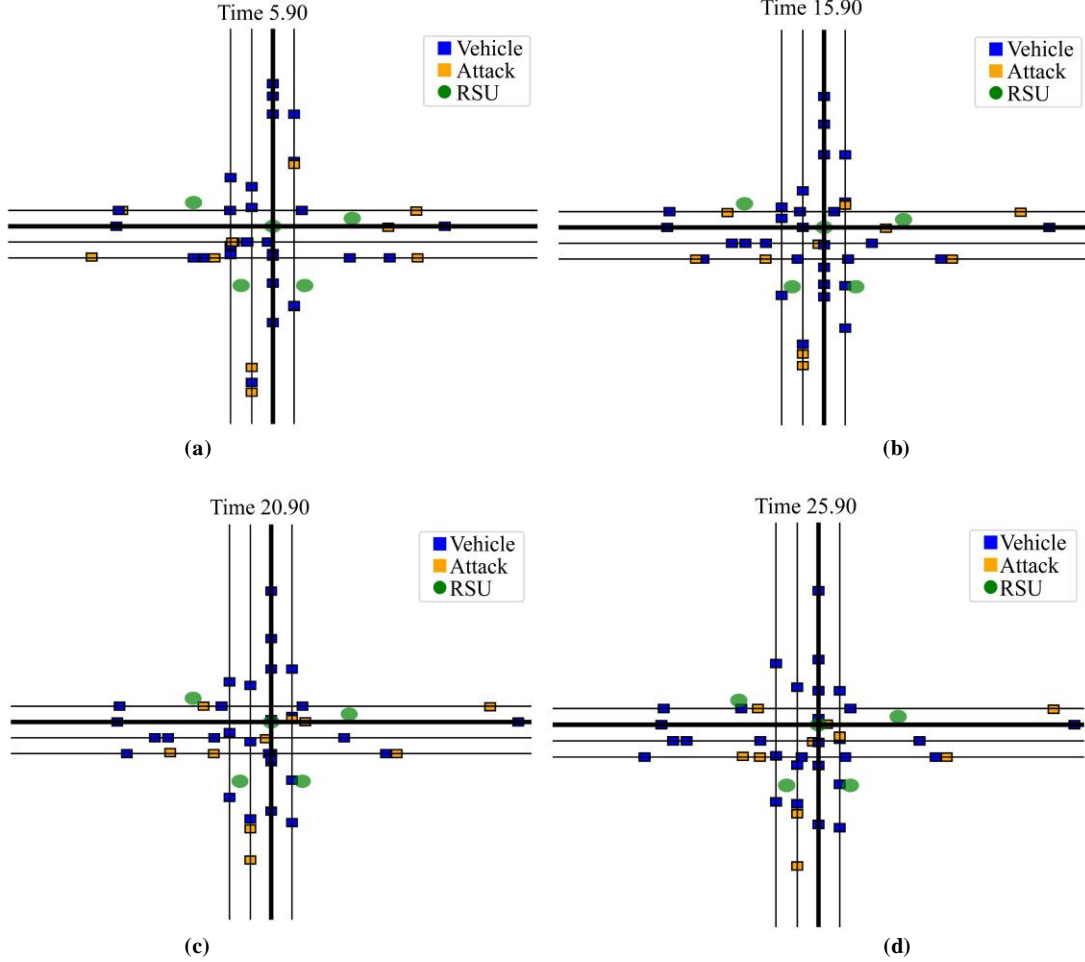 Time 5.90
Vehicle
Attack
RSU
(a)
Time 15.90
Vehicle
Attack
RSU
(b)
Time 20.90
Vehicle
Attack
RSU
(c)
Time 25.90
Vehicle
Attack
RSU
(d)